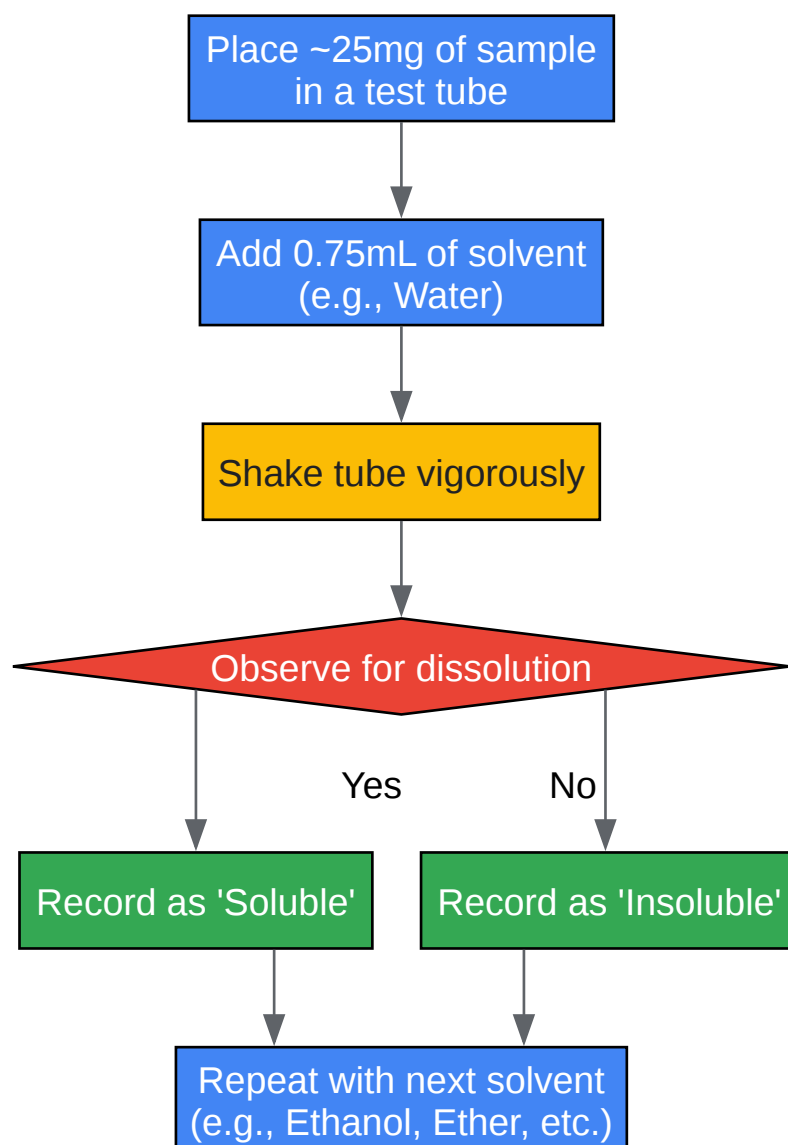 Place ~25mg of sample
in a test tube
Add 0.75mL of solvent
(e.g., Water)
Shake tube vigorously
Observe for dissolution
Yes
No
Record as 'Soluble'
Record as 'Insoluble'
Repeat with next solvent
(e.g., Ethanol, Ether, etc.)